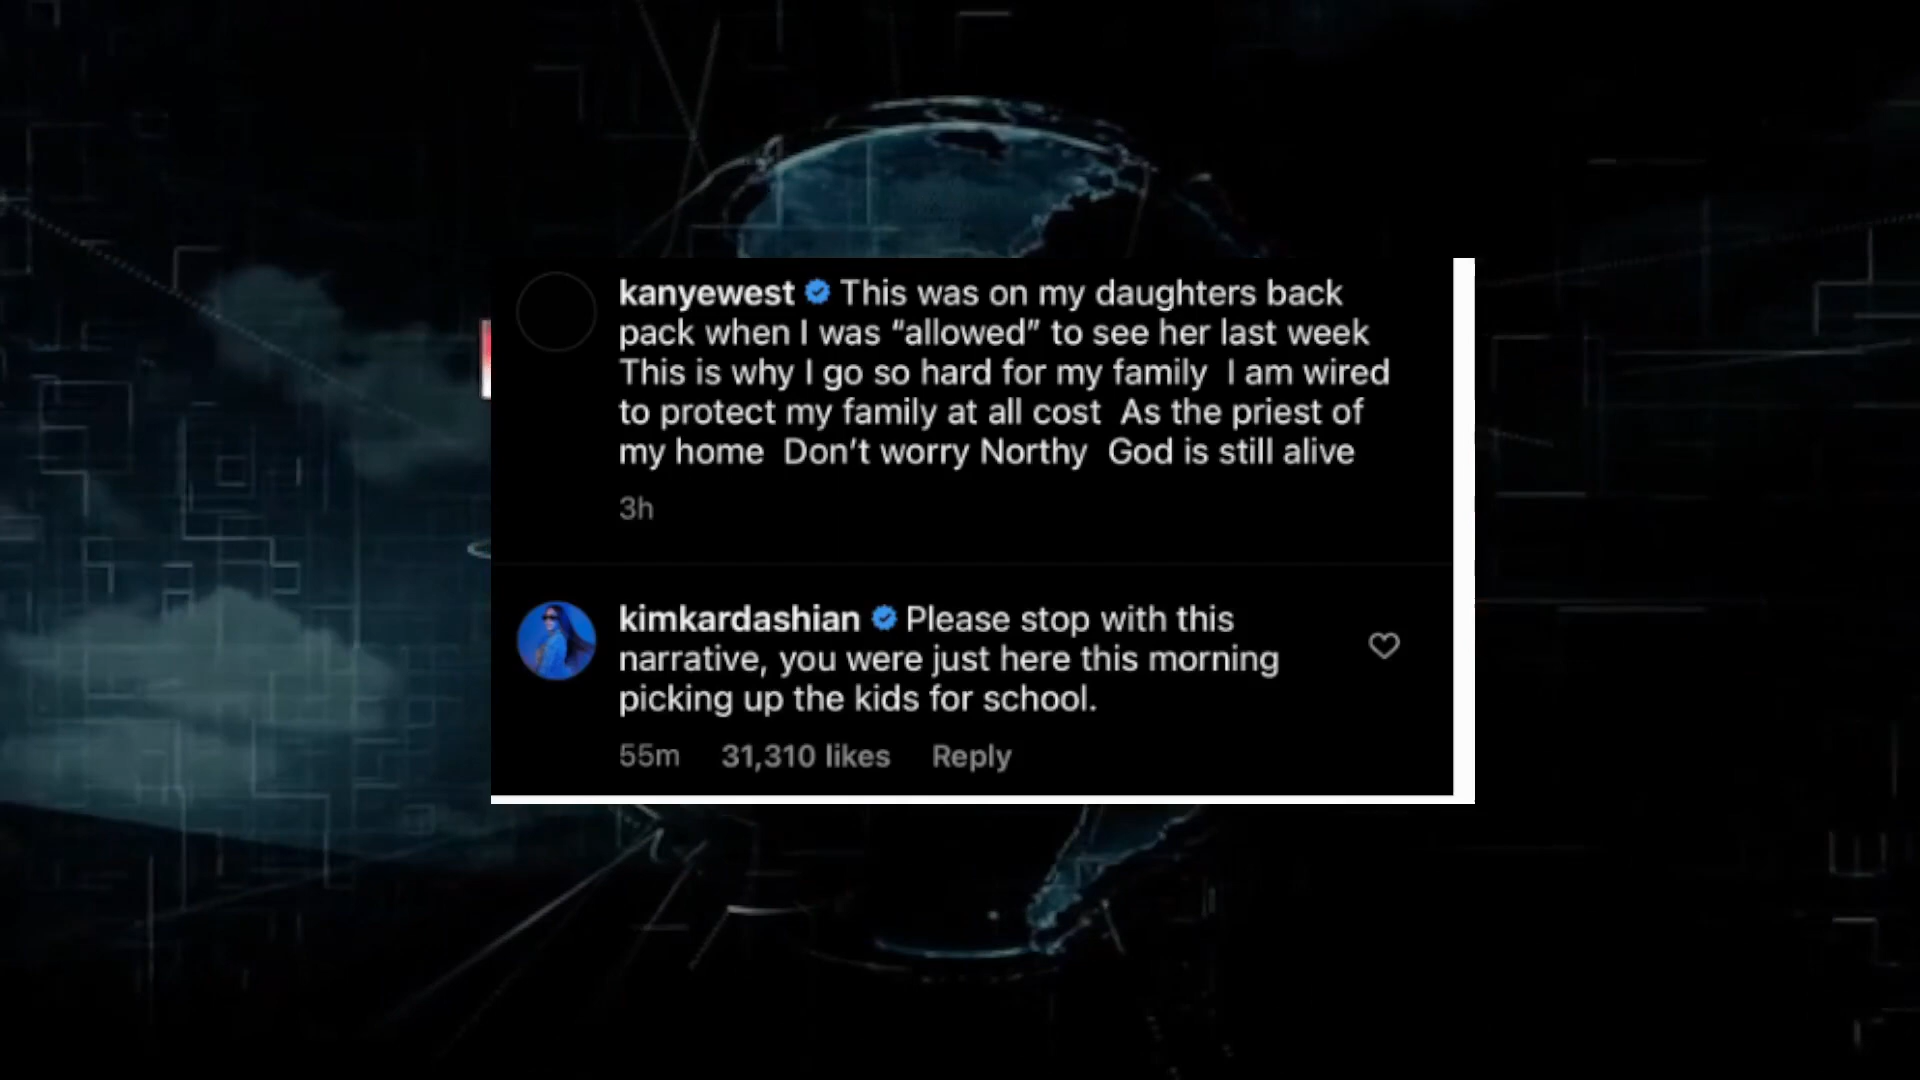 kanyewest This was on my daughters back
pack when I was “allowed” to see her last week
This is why I go so hard for my family I am wired
to protect my family at all cost As the priest of
my home Don’t worry Northy God is still alive
3h
kimkardashian Please stop with this
narrative, you were just here this morning
picking up the kids for school.
55m 31,310 likes Reply